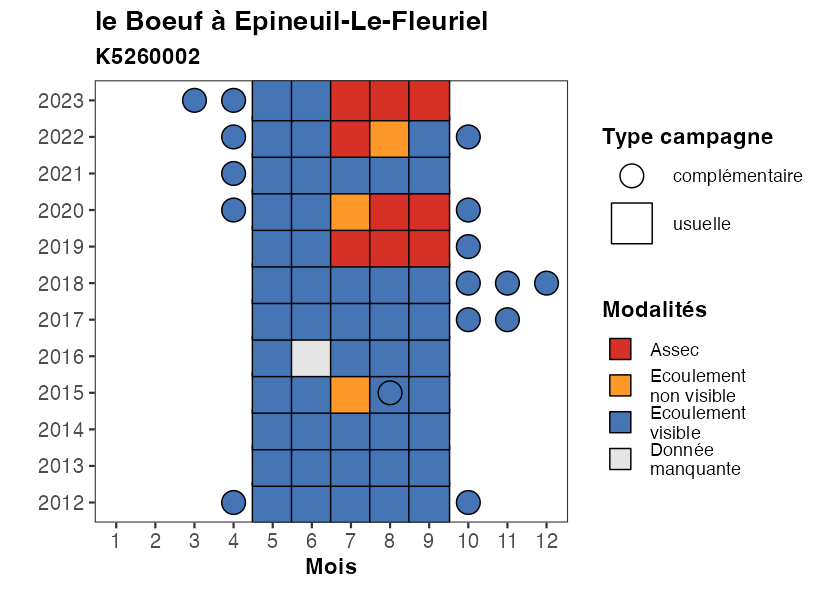 le Boeuf à Epineuil-Le-Fleuriel
K5260002
2023
2022
2021
2020
2019
2018
2017
2016
2015
2014
2013
2012
1 2 3 4 5 6 7 8 9 10 11 12
Mois
Type campagne
complémentaire
usuelle
Modalités
Assec
Ecoulement
non visible
Ecoulement
visible
Donnée
manquante